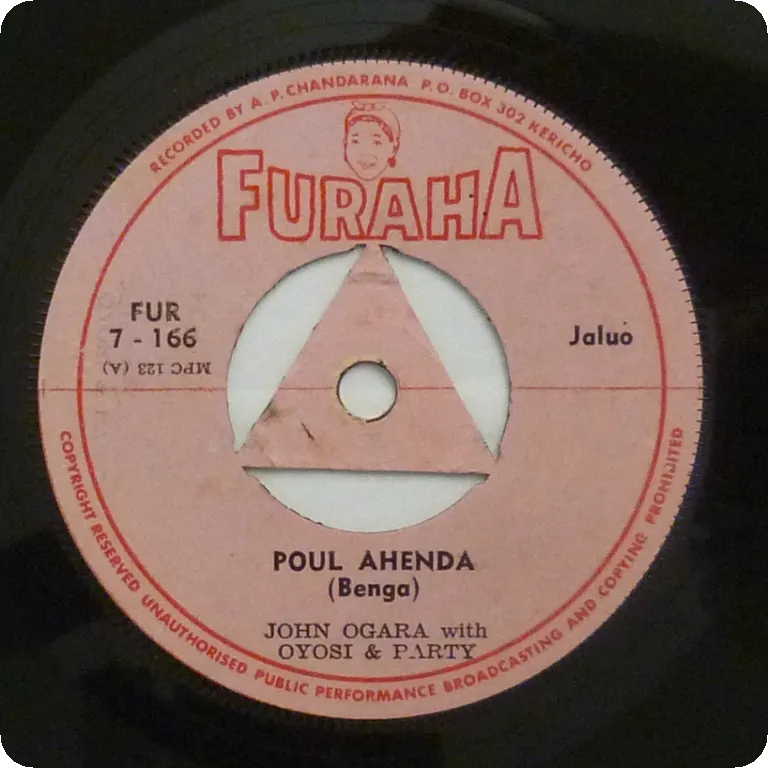 RECORDED BY A. P. CHANDARANA P.O. BOX 302 KERICHO
FURAHA
FUR
7 - 166
Jaluo
MPC 123 (A)
POUL AHENDA
(Benga)
JOHN OGARA with
OYOSI & PARTY
COPYRIGHT RESERVED UNAUTHORISED PUBLIC PERFORMANCE BROADCASTING AND COPYING PROHIBITED